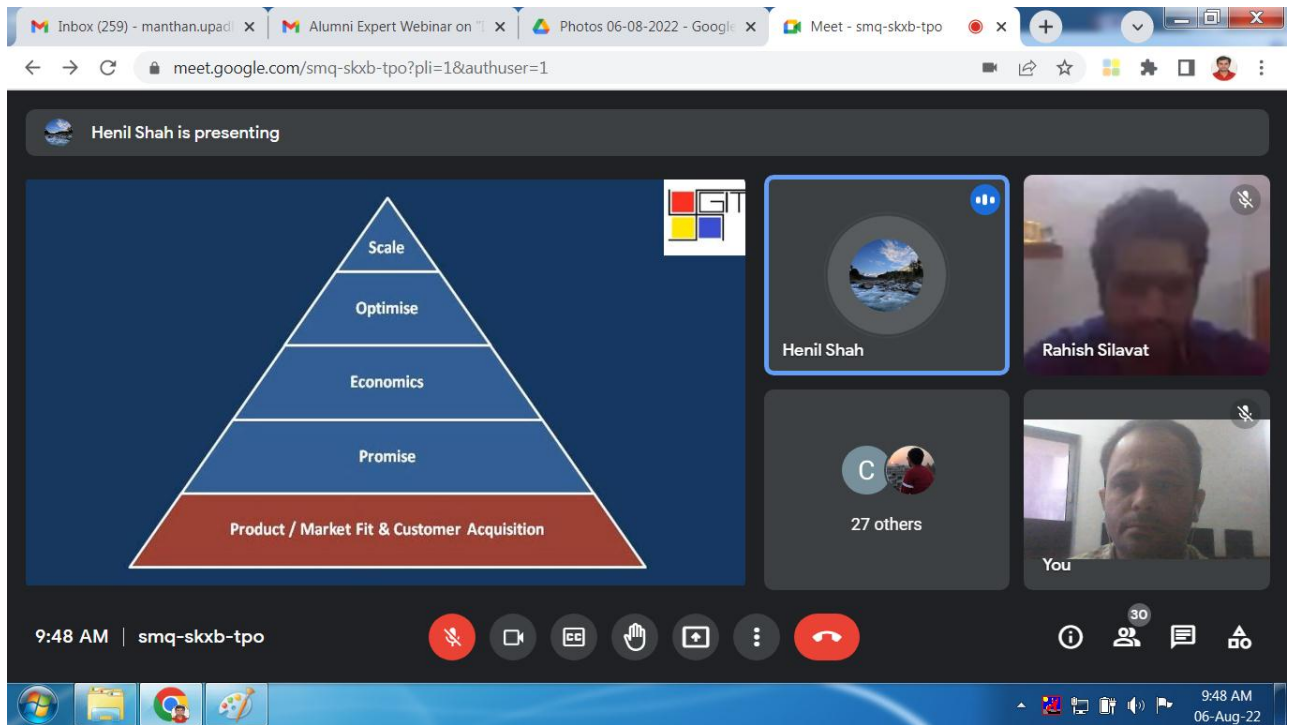 Inbox (259) - manthan.upad
Alumni Expert Webinar on "
Photos 06-08-2022 - Google
Meet - smq-skxb-tpo
meet.google.com/smq-skxb-tpo?pli=1&authuser=1
Henil Shah is presenting
GIT
Scale
Optimise
Economics
Promise
Product / Market Fit & Customer Acquisition
Henil Shah
Rahish Silavat
C
27 others
You
9:48 AM | smq-skxb-tpo
CC
30
9:48 AM
06-Aug-22